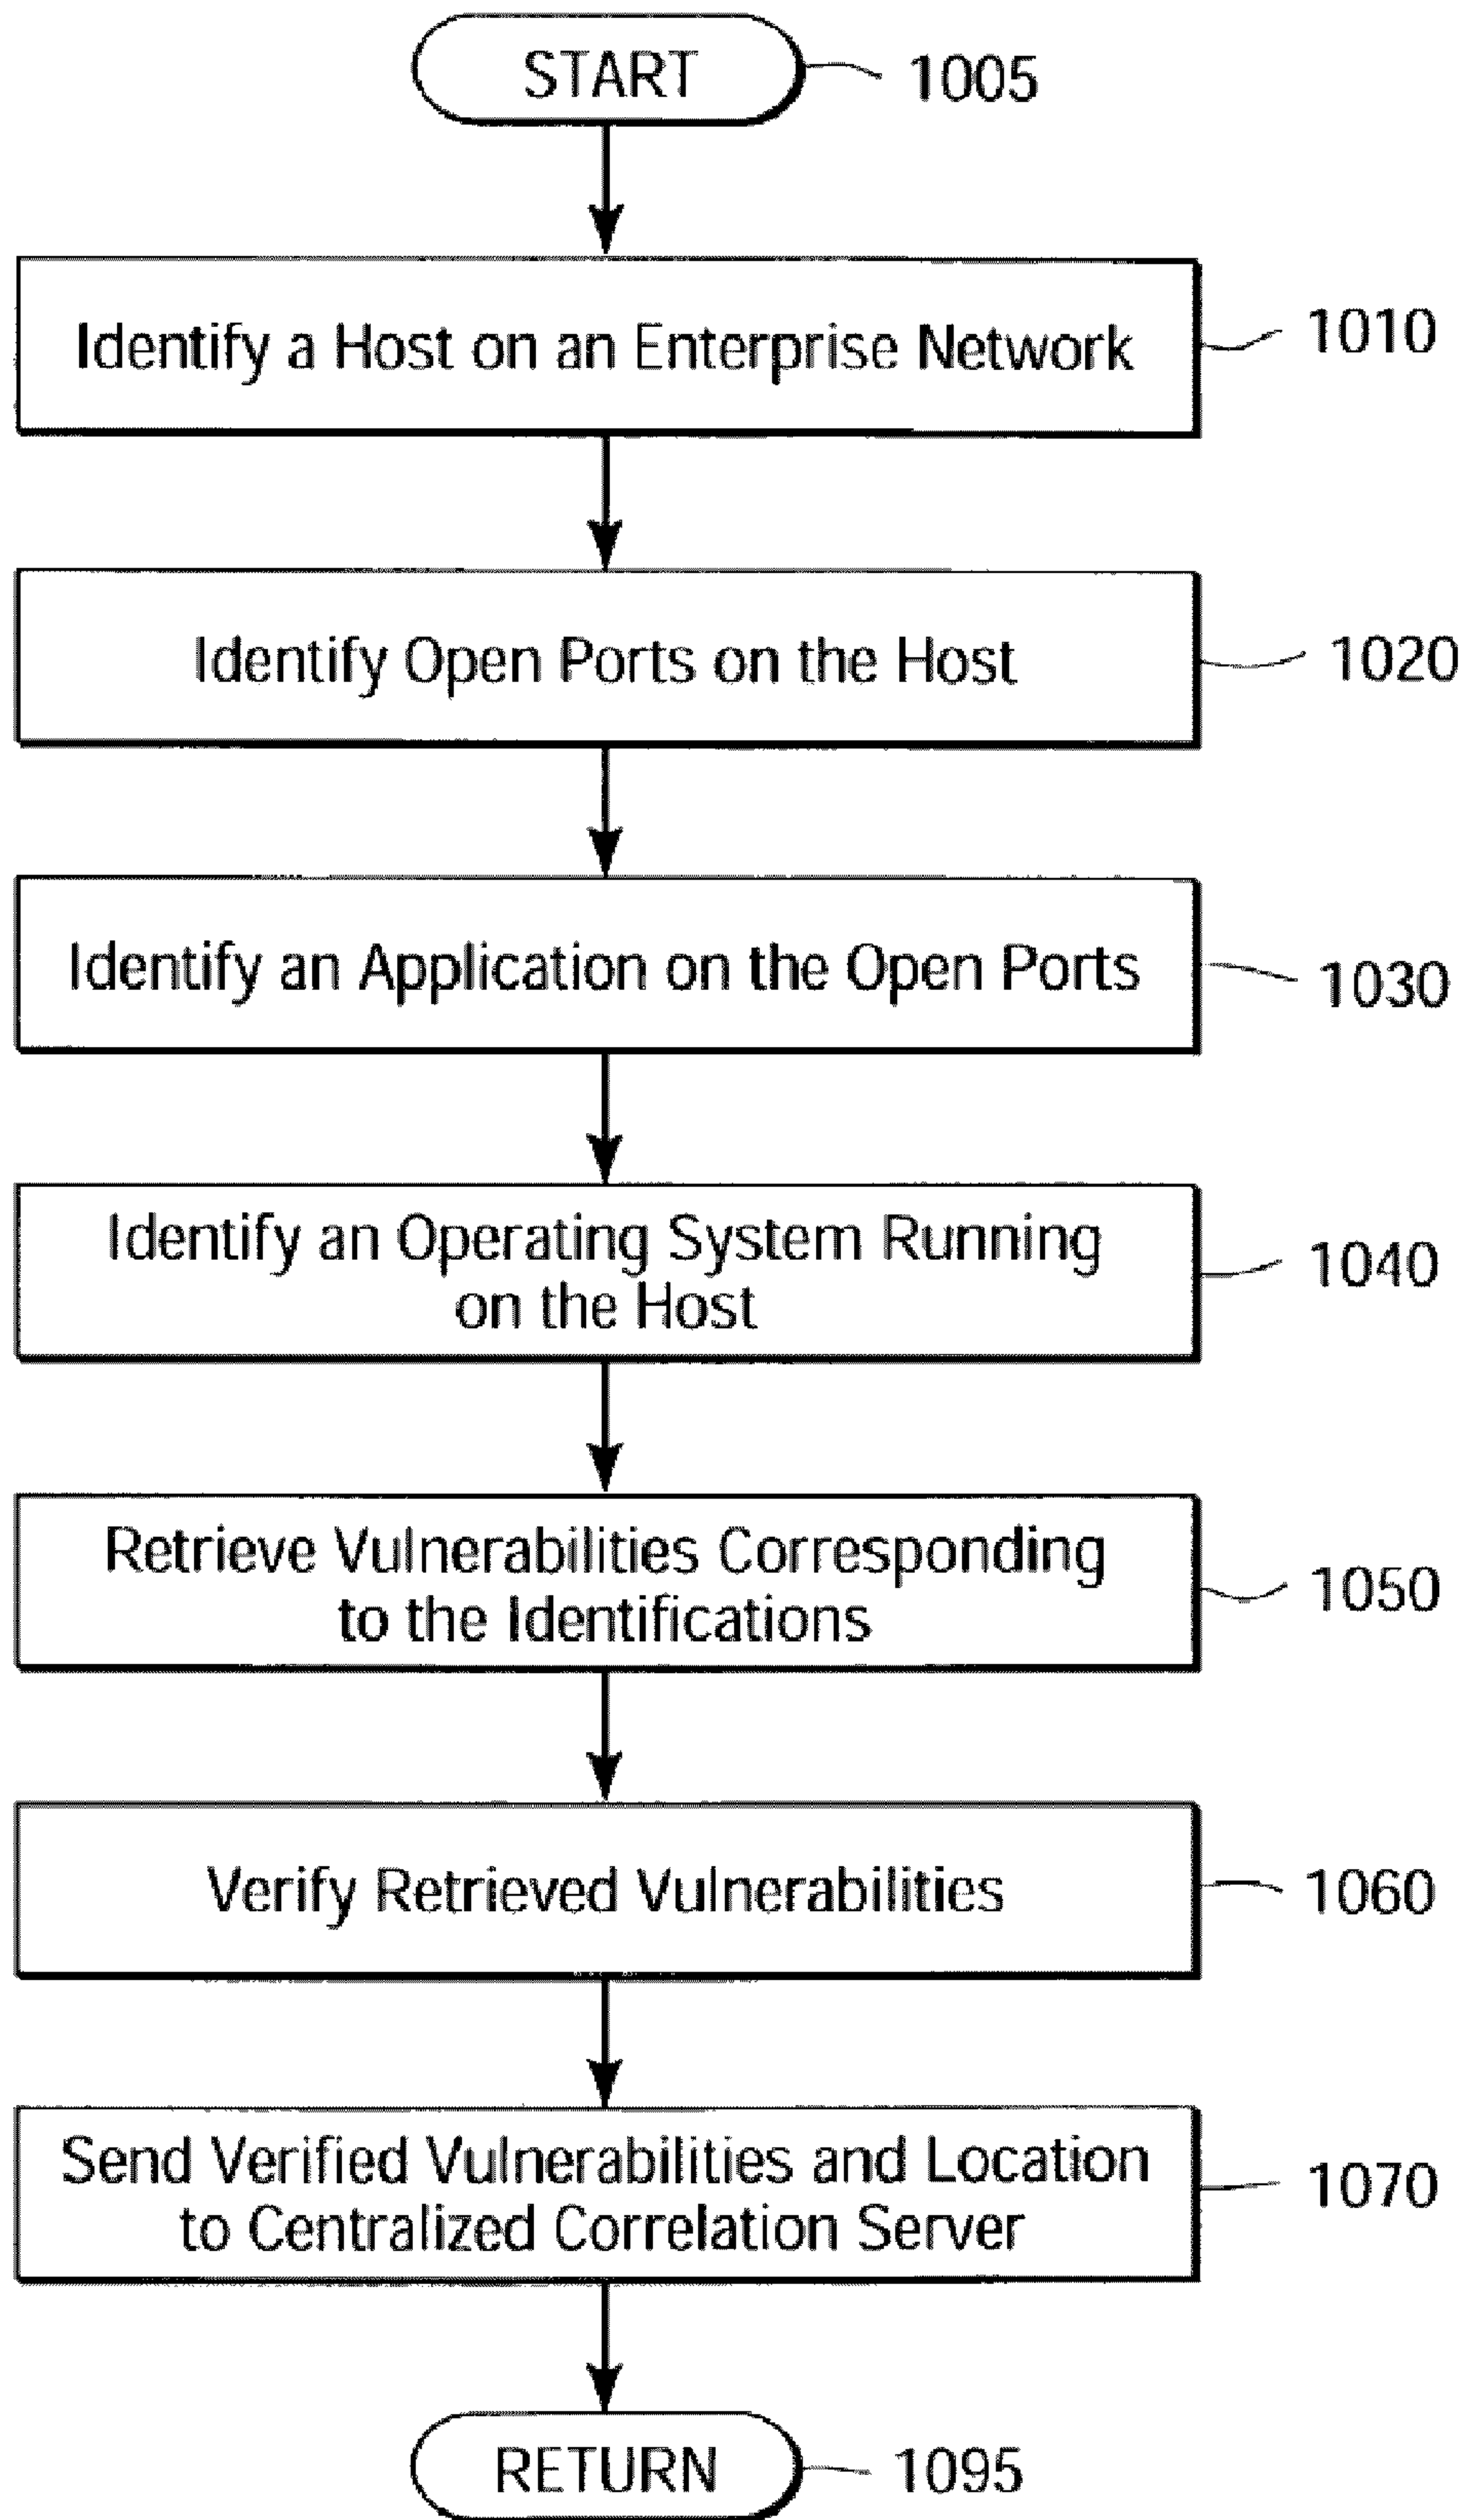 START 1005
Identify a Host on an Enterprise Network 1010
Identify Open Ports on the Host 1020
Identify an Application on the Open Ports 1030
Identify an Operating System Running
on the Host 1040
Retrieve Vulnerabilities Corresponding
to the Identifications 1050
Verify Retrieved Vulnerabilities 1060
Send Verified Vulnerabilities and Location
to Centralized Correlation Server 1070
RETURN 1095